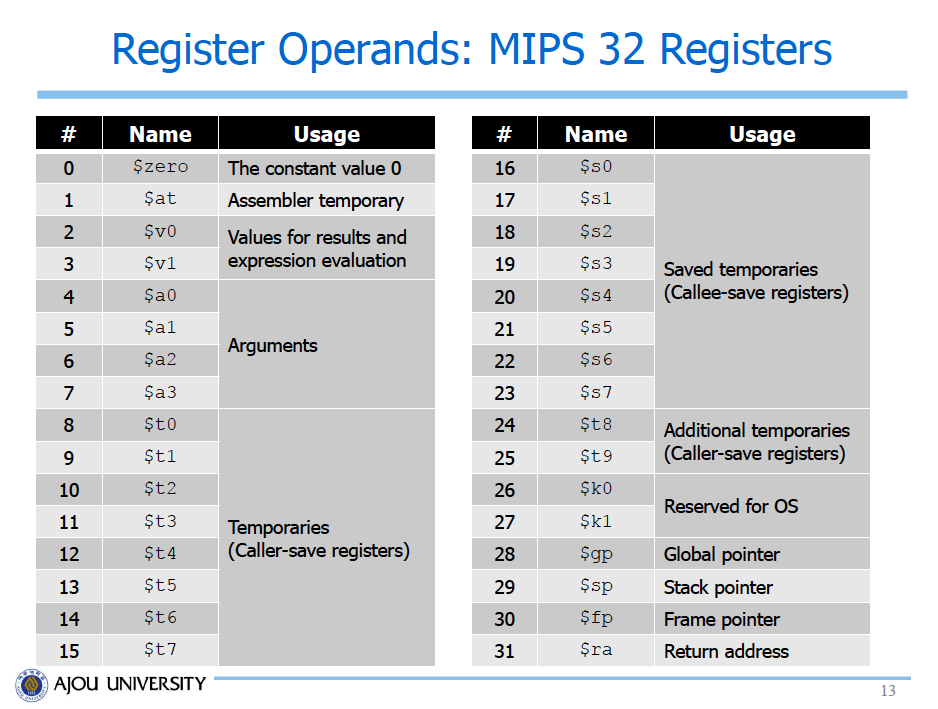 Register Operands: MIPS 32 Registers
# Name Usage
0 $zero The constant value 0
1 $at Assembler temporary
2 $v0 Values for results and
expression evaluation
3 $v1
4 $a0 Arguments
5 $a1
6 $a2
7 $a3
8 $t0 Temporaries
(Caller-save registers)
9 $t1
10 $t2
11 $t3
12 $t4
13 $t5
14 $t6
15 $t7
# Name Usage
16 $s0 Saved temporaries
(Callee-save registers)
17 $s1
18 $s2
19 $s3
20 $s4
21 $s5
22 $s6
23 $s7
24 $t8 Additional temporaries
(Caller-save registers)
25 $t9
26 $k0 Reserved for OS
27 $k1
28 $gp Global pointer
29 $sp Stack pointer
30 $fp Frame pointer
31 $ra Return address
AJOU UNIVERSITY
13